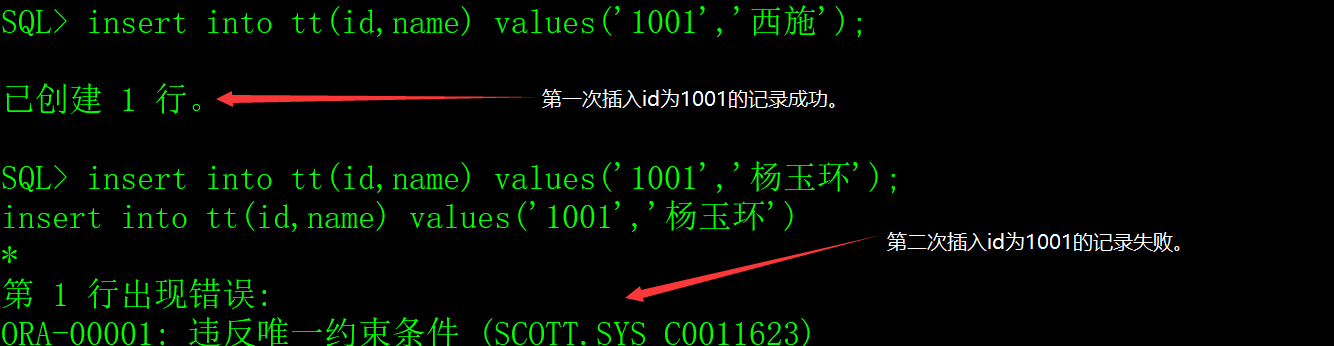 SQL> insert into tt(id,name) values('1001','西施');
已创建 1 行。
第一次插入id为1001的记录成功。
SQL> insert into tt(id,name) values('1001','杨玉环');
insert into tt(id,name) values('1001','杨玉环')
*
第二次插入id为1001的记录失败。
第 1 行出现错误:
ORA-00001: 违反唯一约束条件 (SCOTT.SYS_C0011623)